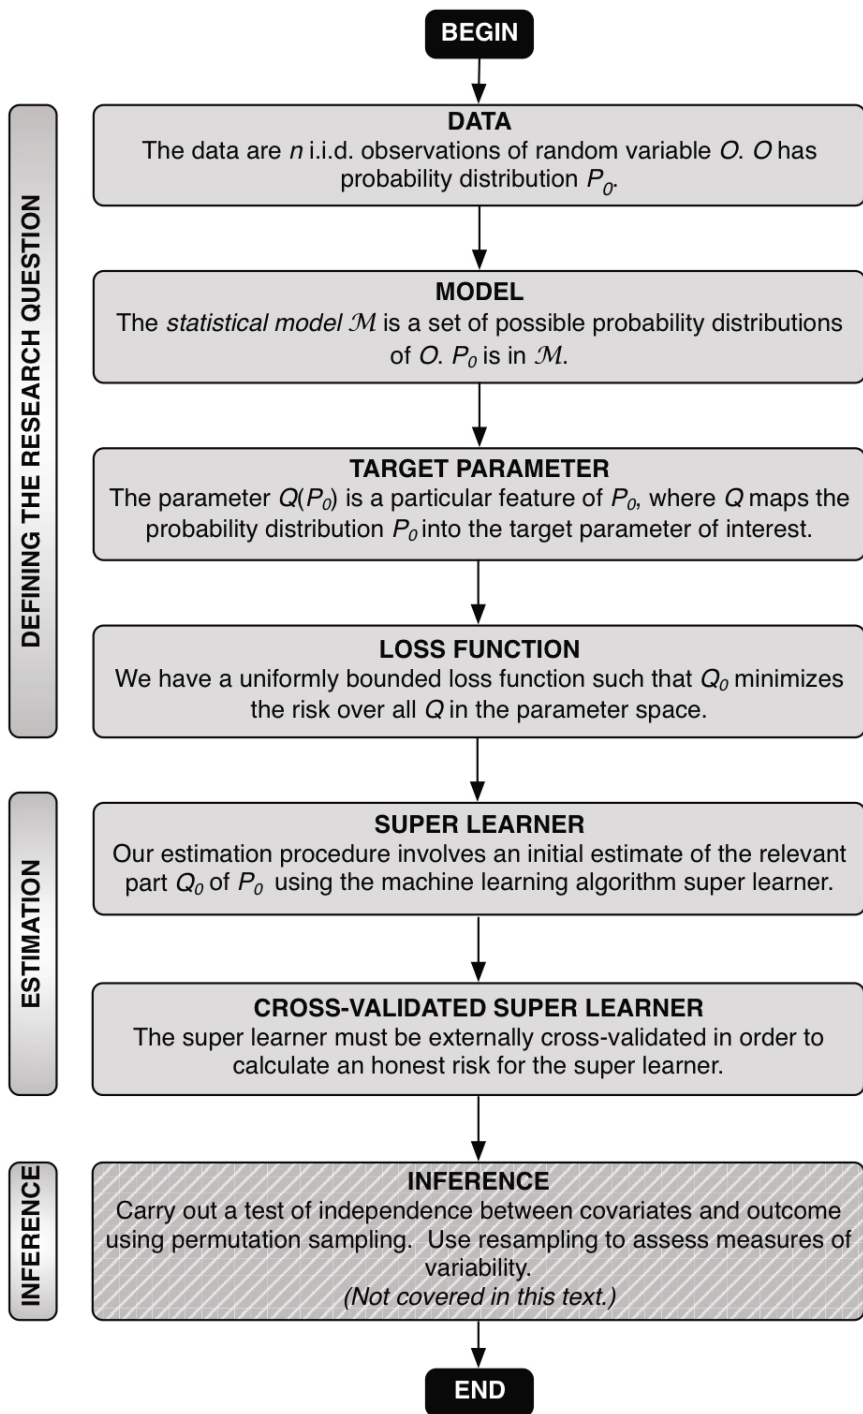 BEGIN
DEFINING THE RESEARCH QUESTION
DATA
The data are n i.i.d. observations of random variable O. O has
probability distribution P₀.
MODEL
The statistical model ℳ is a set of possible probability distributions
of O. P₀ is in ℳ.
TARGET PARAMETER
The parameter Q(P₀) is a particular feature of P₀, where Q maps the
probability distribution P₀ into the target parameter of interest.
LOSS FUNCTION
We have a uniformly bounded loss function such that Q₀ minimizes
the risk over all Q in the parameter space.
ESTIMATION
SUPER LEARNER
Our estimation procedure involves an initial estimate of the relevant
part Q₀ of P₀ using the machine learning algorithm super learner.
CROSS-VALIDATED SUPER LEARNER
The super learner must be externally cross-validated in order to
calculate an honest risk for the super learner.
INFERENCE
INFERENCE
Carry out a test of independence between covariates and outcome
using permutation sampling. Use resampling to assess measures of
variability.
(Not covered in this text.)
END